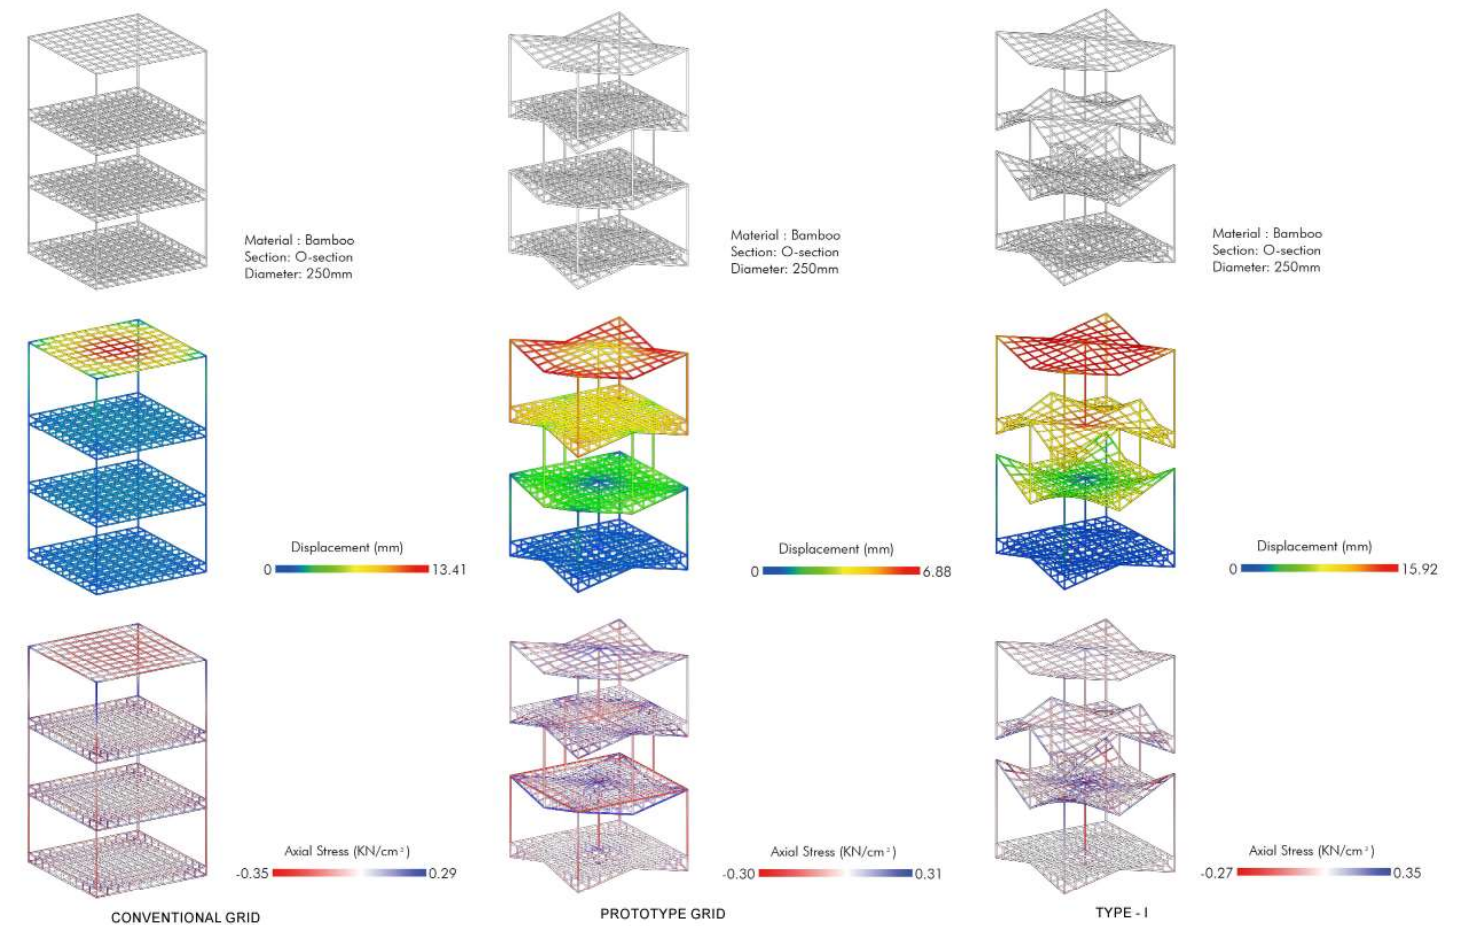 Material : Bamboo
Section: O-section
Diameter: 250mm
Material : Bamboo
Section: O-section
Diameter: 250mm
Material : Bamboo
Section: O-section
Diameter: 250mm
Displacement (mm)
0 13.41
Displacement (mm)
0 6.88
Displacement (mm)
0 15.92
Axial Stress (KN/cm²)
-0.35 0.29
Axial Stress (KN/cm²)
-0.30 0.31
Axial Stress (KN/cm²)
-0.27 0.35
CONVENTIONAL GRID
PROTOTYPE GRID
TYPE - I